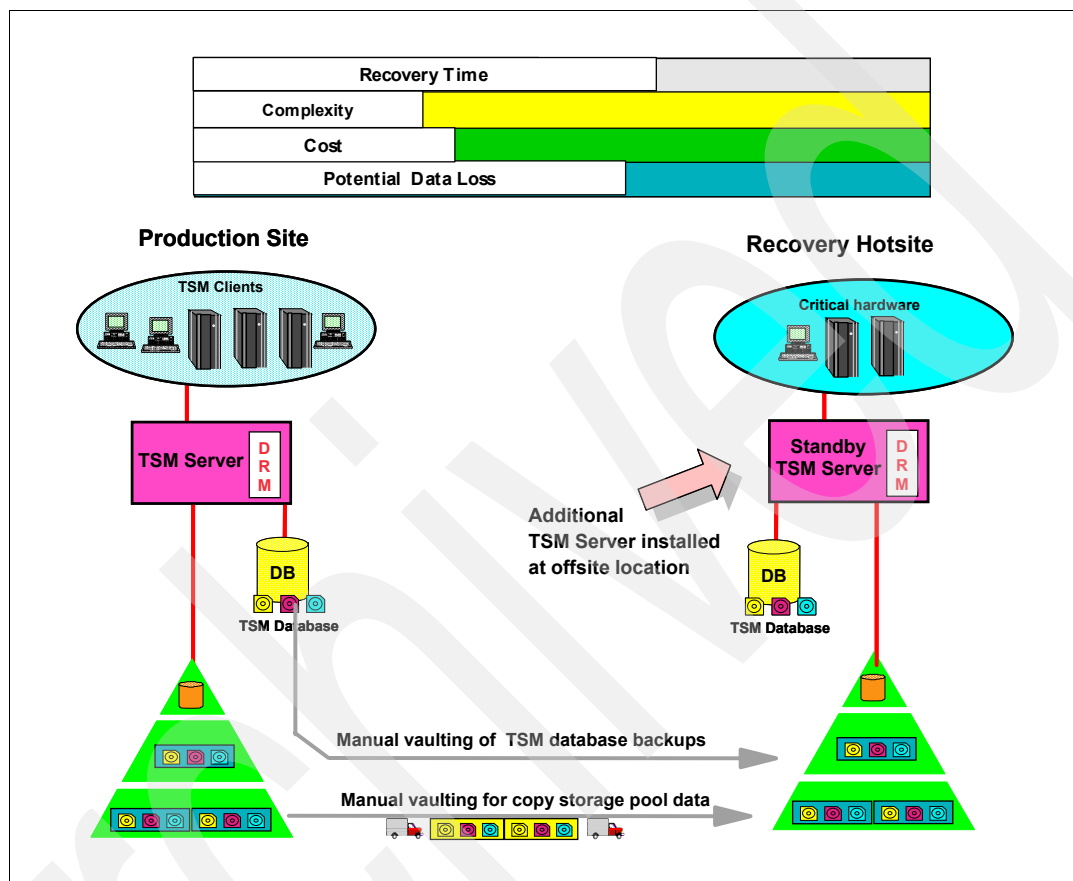 Recovery Time
Complexity
Cost
Potential Data Loss
Production Site
Recovery Hotsite
TSM Clients
Critical hardware
TSM Server
D
R
M
Standby
TSM Server
D
R
M
Additional
TSM Server installed
at offsite location
DB
TSM Database
DB
TSM Database
Manual vaulting of TSM database backups
Manual vaulting for copy storage pool data